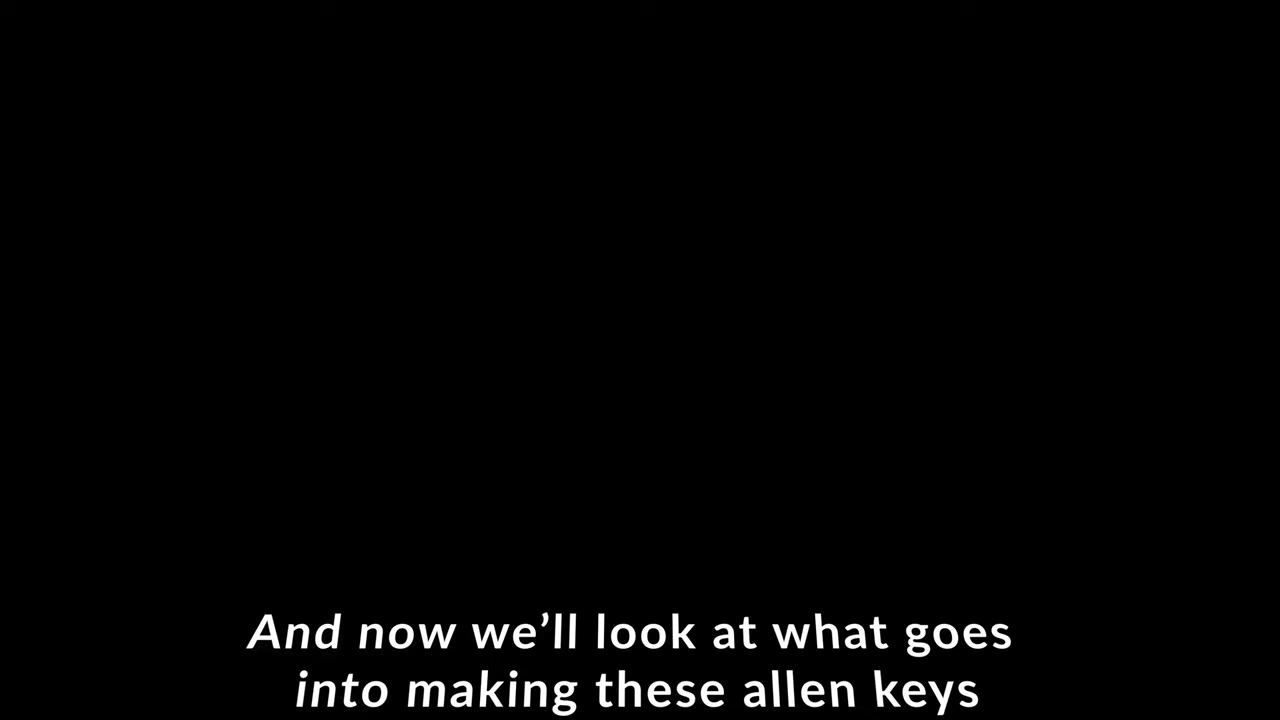 And now we’ll look at what goes
into making these allen keys